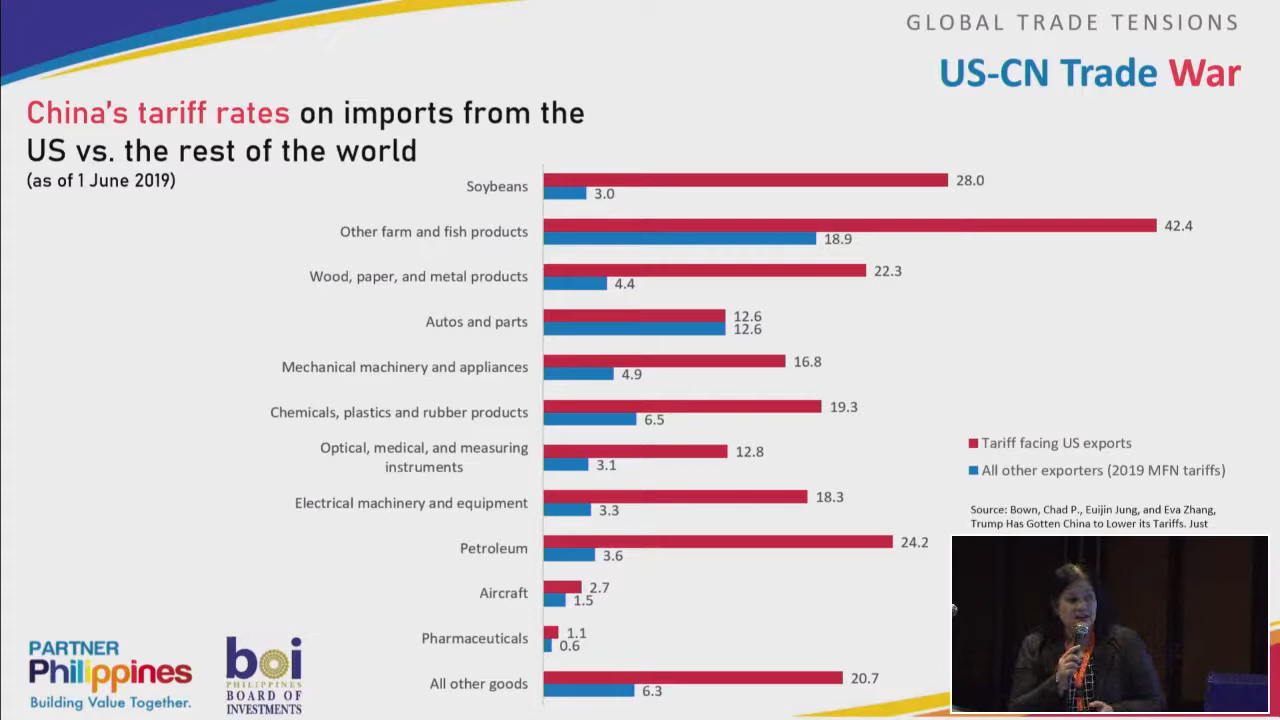 GLOBAL TRADE TENSIONS
US-CN Trade War
China's tariff rates on imports from the
US vs. the rest of the world
(as of 1 June 2019)
Soybeans
28.0
3.0
Other farm and fish products
42.4
18.9
Wood, paper, and metal products
22.3
4.4
Autos and parts
12.6
12.6
Mechanical machinery and appliances
16.8
4.9
Chemicals, plastics and rubber products
19.3
6.5
Optical, medical, and measuring
instruments
12.8
3.1
Electrical machinery and equipment
18.3
3.3
Petroleum
24.2
3.6
Aircraft
2.7
1.5
Pharmaceuticals
1.1
0.6
All other goods
20.7
6.3
Tariff facing US exports
All other exporters (2019 MFN tariffs)
Source: Bown, Chad P., Euijin Jung, and Eva Zhang,
Trump Has Gotten China to Lower its Tariffs. Just
PARTNER
Philippines
Building Value Together.
boi
PHILIPPINES
BOARD OF
INVESTMENTS